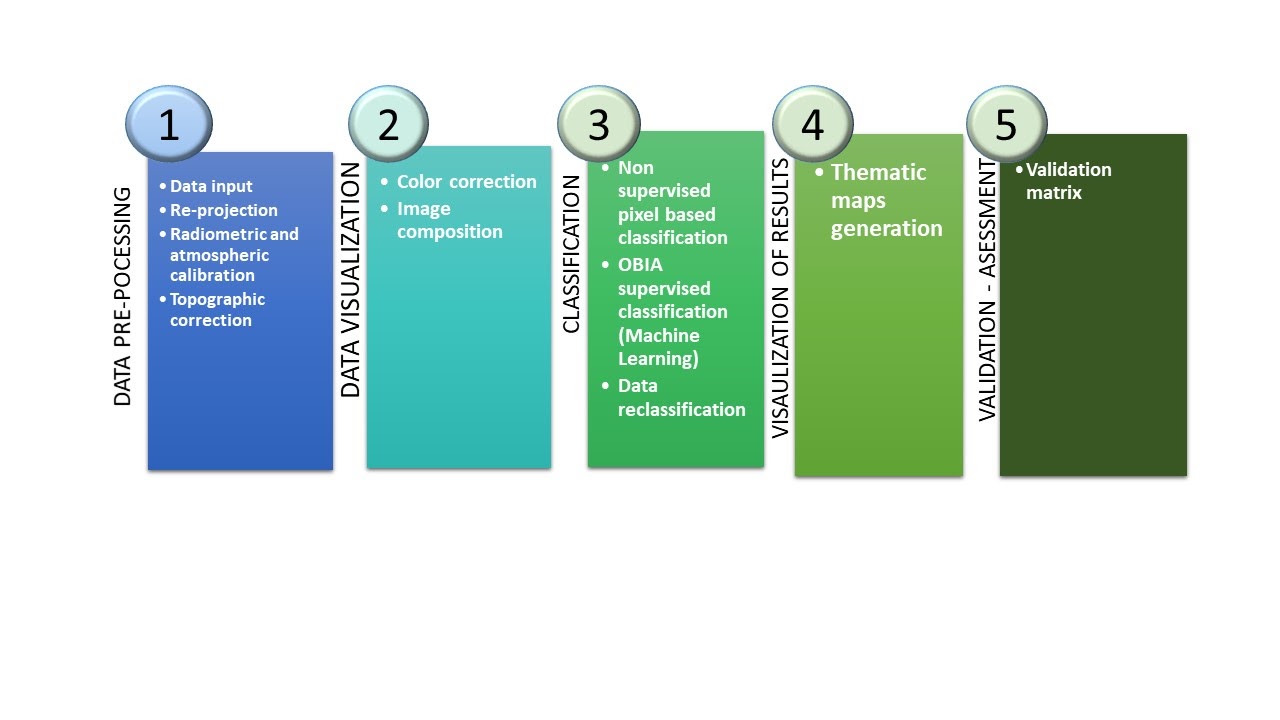 1
DATA PRE-POCESSING
• Data input
• Re-projection
• Radiometric and
atmospheric
calibration
• Topographic
correction
2
DATA VISUALIZATION
• Color correction
• Image
composition
3
CLASSIFICATION
• Non
supervised
pixel based
classification
• OBIA
supervised
classification
(Machine
Learning)
• Data
reclassification
4
VISAULIZATION OF RESULTS
• Thematic
maps
generation
5
VALIDATION - ASESSMENT
• Validation
matrix